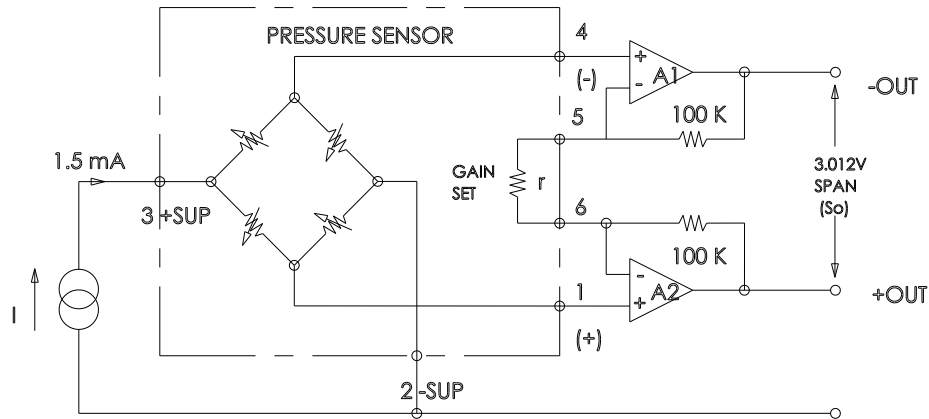 PRESSURE SENSOR
4
+
A1
(-)
-
-OUT
5
100 K
1.5 mA
GAIN
SET
r
3.012V
SPAN
(So)
3 +SUP
6
100 K
1
-
A2
+
+OUT
I
(+)
2 -SUP